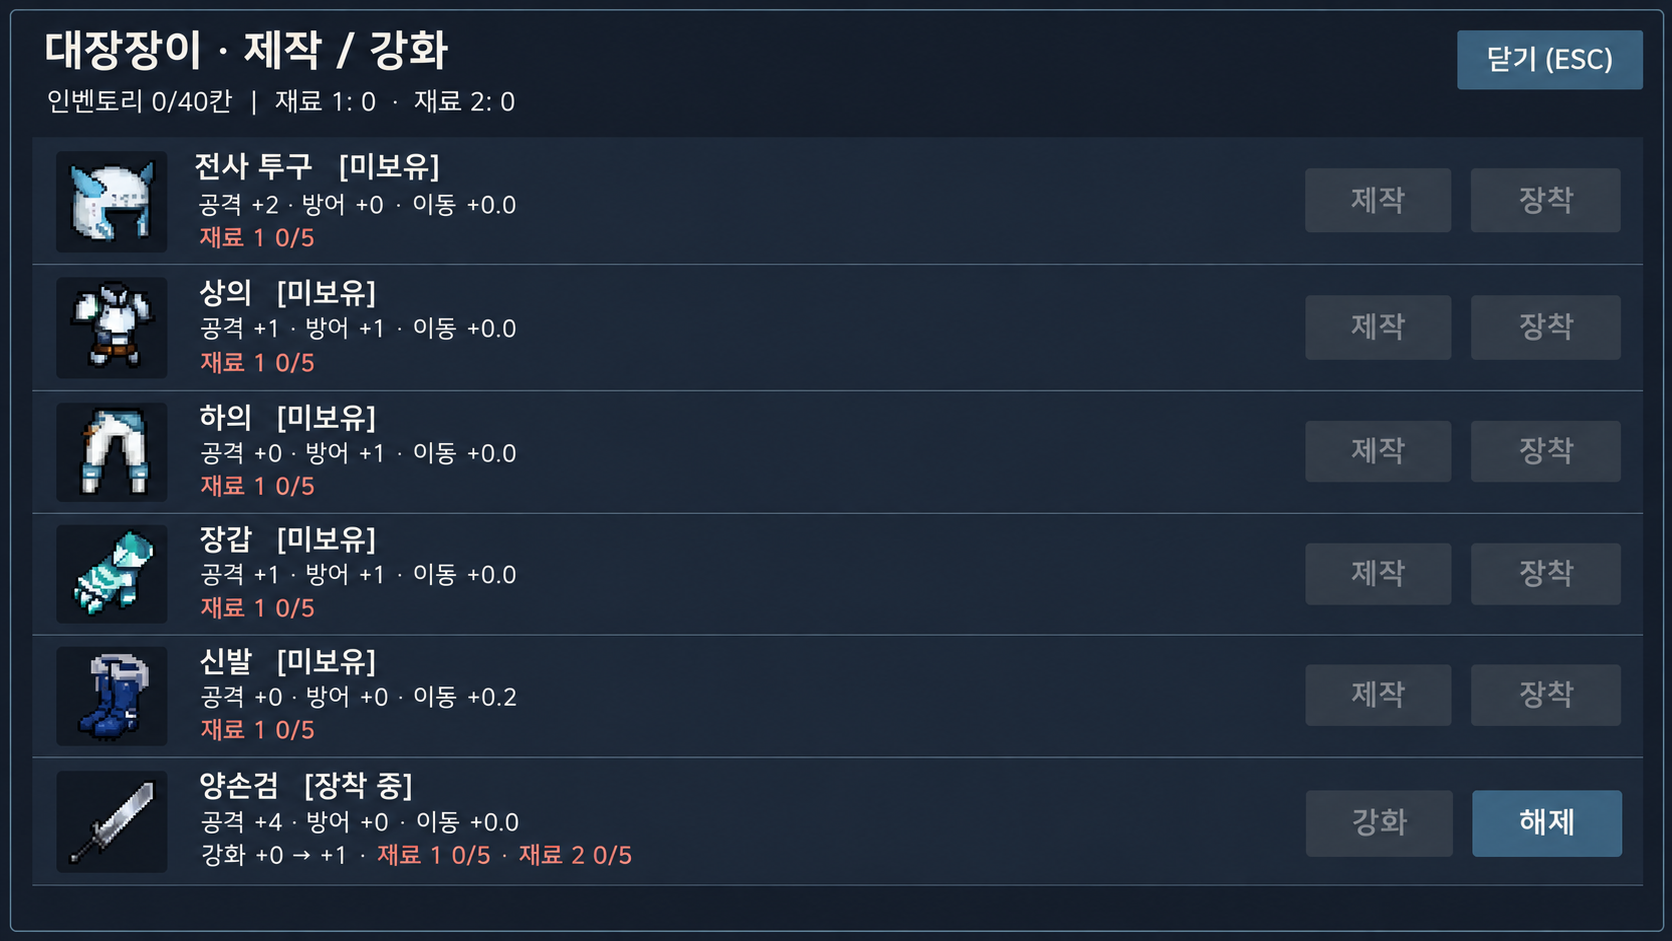 대장장이 · 제작 / 강화
닫기 (ESC)
인벤토리 0/40칸 | 재료 1: 0 · 재료 2: 0
전사 투구 [미보유]
공격 +2 · 방어 +0 · 이동 +0.0
재료 1 0/5
제작 장착
상의 [미보유]
공격 +1 · 방어 +1 · 이동 +0.0
재료 1 0/5
제작 장착
하의 [미보유]
공격 +0 · 방어 +1 · 이동 +0.0
재료 1 0/5
제작 장착
장갑 [미보유]
공격 +1 · 방어 +1 · 이동 +0.0
재료 1 0/5
제작 장착
신발 [미보유]
공격 +0 · 방어 +0 · 이동 +0.2
재료 1 0/5
제작 장착
양손검 [장착 중]
공격 +4 · 방어 +0 · 이동 +0.0
강화 +0 → +1 · 재료 1 0/5 · 재료 2 0/5
강화 해제